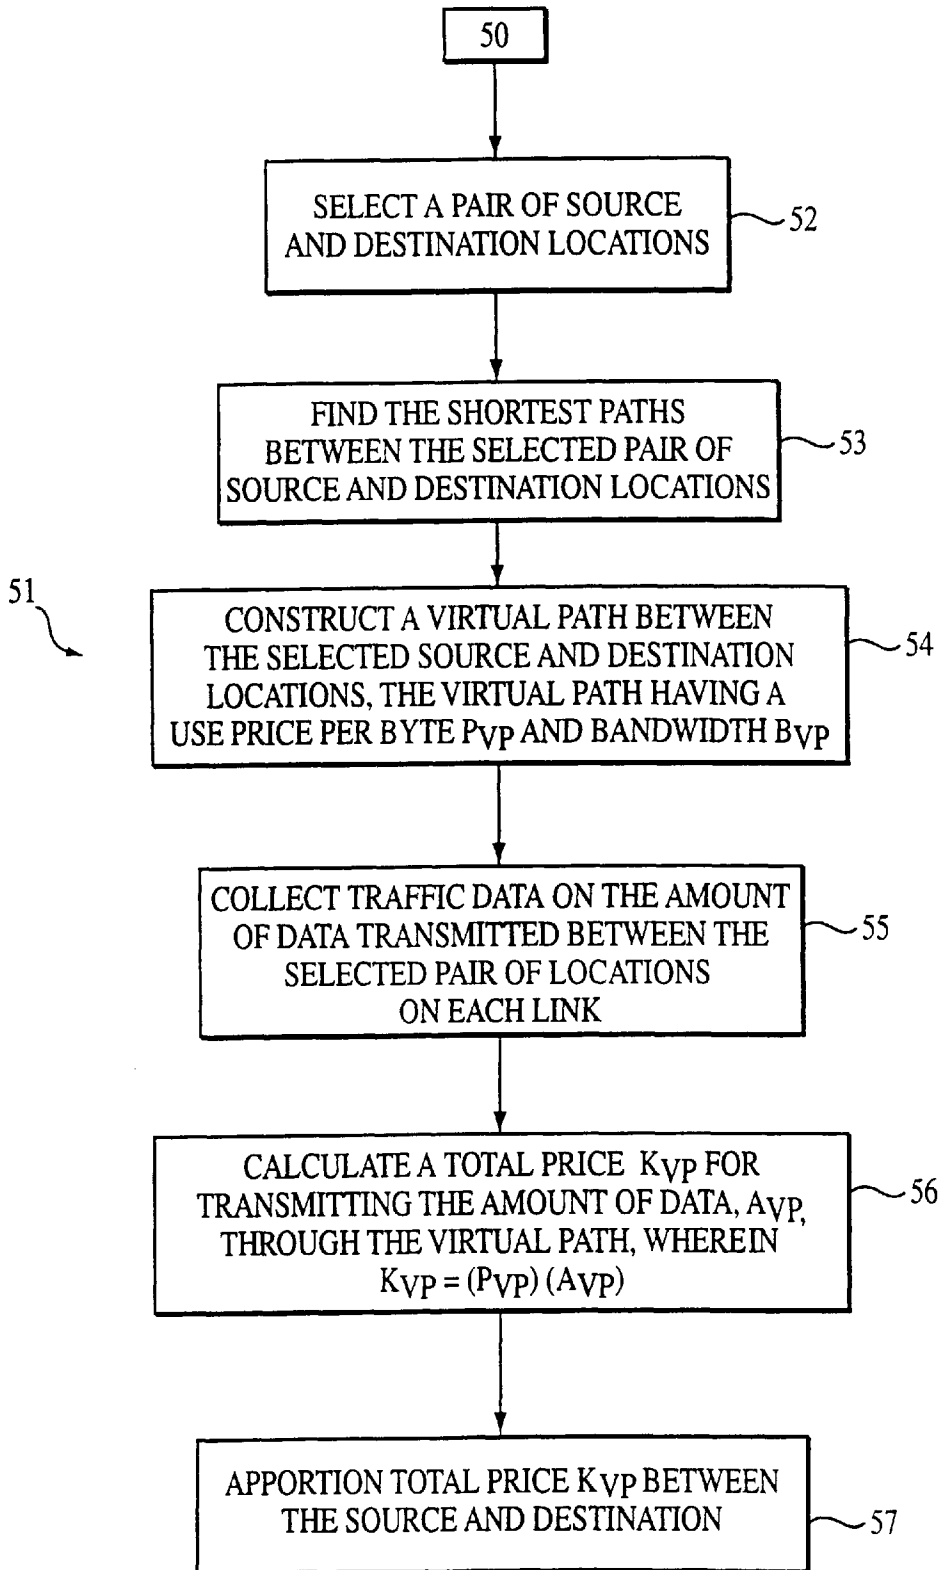 50
SELECT A PAIR OF SOURCE
AND DESTINATION LOCATIONS
52
FIND THE SHORTEST PATHS
BETWEEN THE SELECTED PAIR OF
SOURCE AND DESTINATION LOCATIONS
53
51
CONSTRUCT A VIRTUAL PATH BETWEEN
THE SELECTED SOURCE AND DESTINATION
LOCATIONS, THE VIRTUAL PATH HAVING A
USE PRICE PER BYTE PVP AND BANDWIDTH BVP
54
COLLECT TRAFFIC DATA ON THE AMOUNT
OF DATA TRANSMITTED BETWEEN THE
SELECTED PAIR OF LOCATIONS
ON EACH LINK
55
CALCULATE A TOTAL PRICE KVP FOR
TRANSMITTING THE AMOUNT OF DATA, AVP,
THROUGH THE VIRTUAL PATH, WHEREIN
KVP = (PVP) (AVP)
56
APPORTION TOTAL PRICE KVP BETWEEN
THE SOURCE AND DESTINATION
57